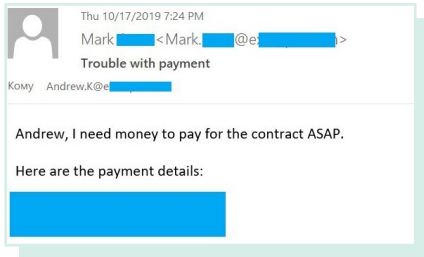 Thu 10/17/2019 7:24 PM
Mark <Mark. @e >
Trouble with payment
Кому Andrew.K@e
Andrew, I need money to pay for the contract ASAP.
Here are the payment details: